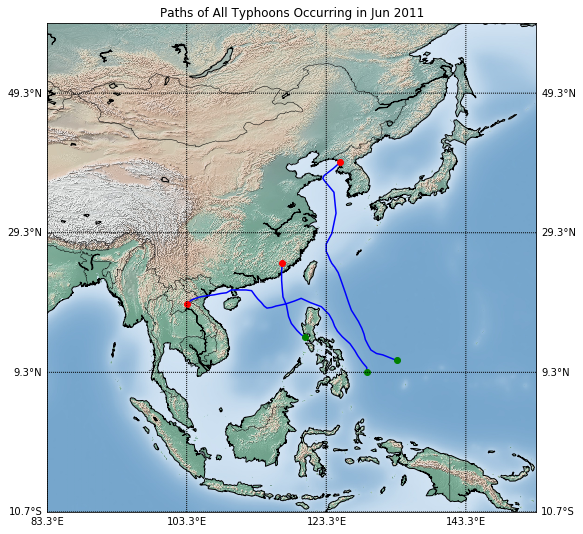 Paths of All Typhoons Occurring in Jun 2011
49.3°N 49.3°N
29.3°N 29.3°N
9.3°N 9.3°N
10.7°S 10.7°S
83.3°E 103.3°E 123.3°E 143.3°E